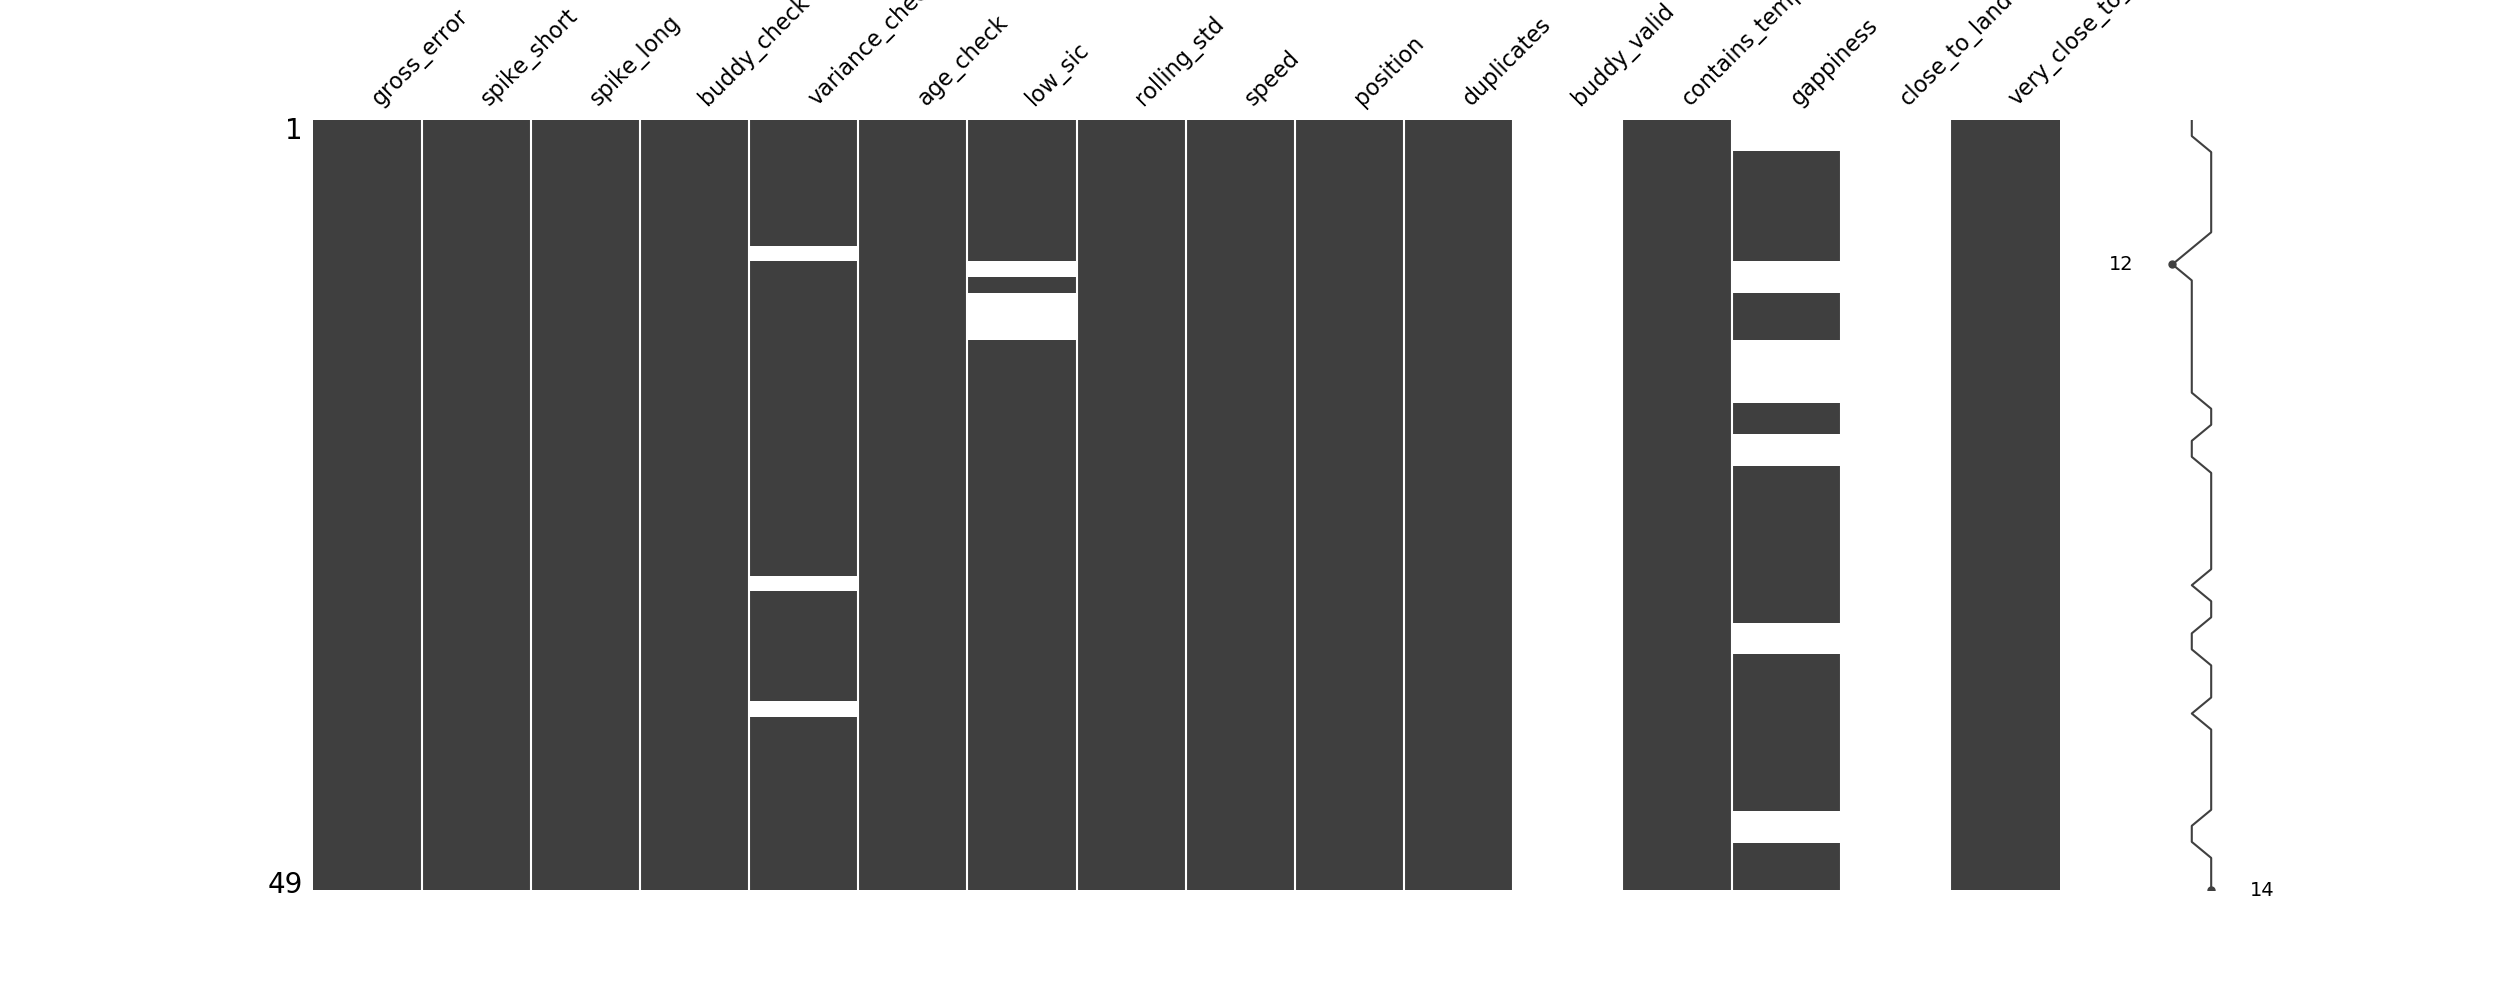 gross_error
spike_short
spike_long
buddy_check
age_check
low_sic
rolling_std
speed
position
duplicates
buddy_valid
gappiness
close_to_land
1
12
49
14